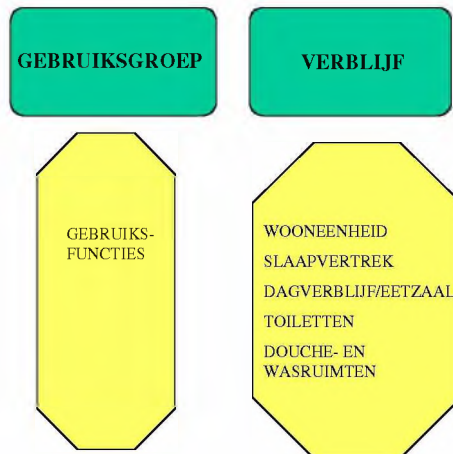 GEBRUIKSGROEP
VERBLIJF
GEBRUIKS-
FUNCTIES
WOONEENHEID
SLAAPVERTREK
DAGVERBLIJF/EETZAAL
TOILETTEN
DOUCHE- EN
WASRUIMTEN